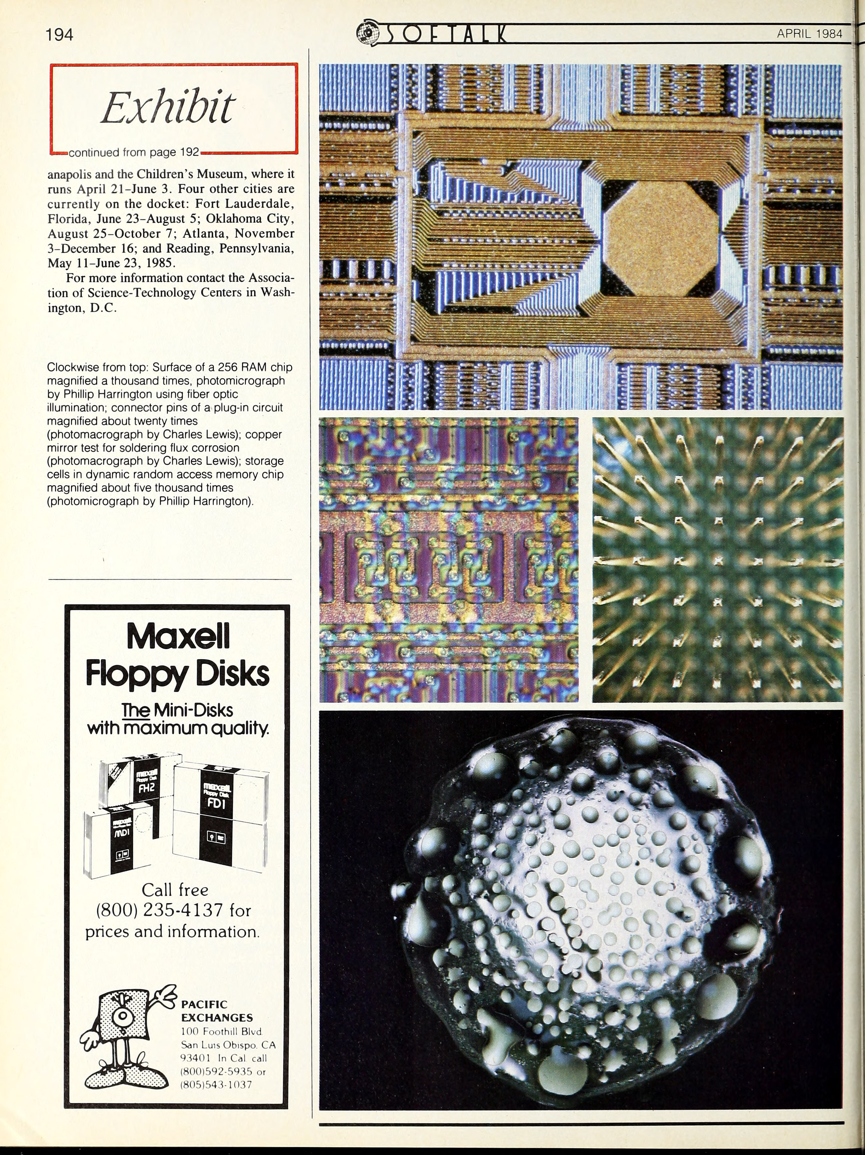 194
SOFTALK
APRIL 1984
Exhibit
continued from page 192
anapolis and the Children's Museum, where it
runs April 21–June 3. Four other cities are
currently on the docket: Fort Lauderdale,
Florida, June 23–August 5; Oklahoma City,
August 25–October 7; Atlanta, November
3–December 16; and Reading, Pennsylvania,
May 11–June 23, 1985.
For more information contact the Associa-
tion of Science-Technology Centers in Wash-
ington, D.C.
Clockwise from top: Surface of a 256 RAM chip
magnified a thousand times, photomicrograph
by Phillip Harrington using fiber optic
illumination; connector pins of a plug-in circuit
magnified about twenty times
(photomacrograph by Charles Lewis); copper
mirror test for soldering flux corrosion
(photomacrograph by Charles Lewis); storage
cells in dynamic random access memory chip
magnified about five thousand times
(photomicrograph by Phillip Harrington).
Maxell
Floppy Disks
The Mini-Disks
with maximum quality.
maxell
Floppy Disk
FH2
maxell
Floppy Disk
FD1
maxell
MD1
Call free
(800) 235-4137 for
prices and information.
PACIFIC
EXCHANGES
100 Foothill Blvd
San Luis Obispo, CA
93401 In Cal call
(800)592-5935 or
(805)543-1037